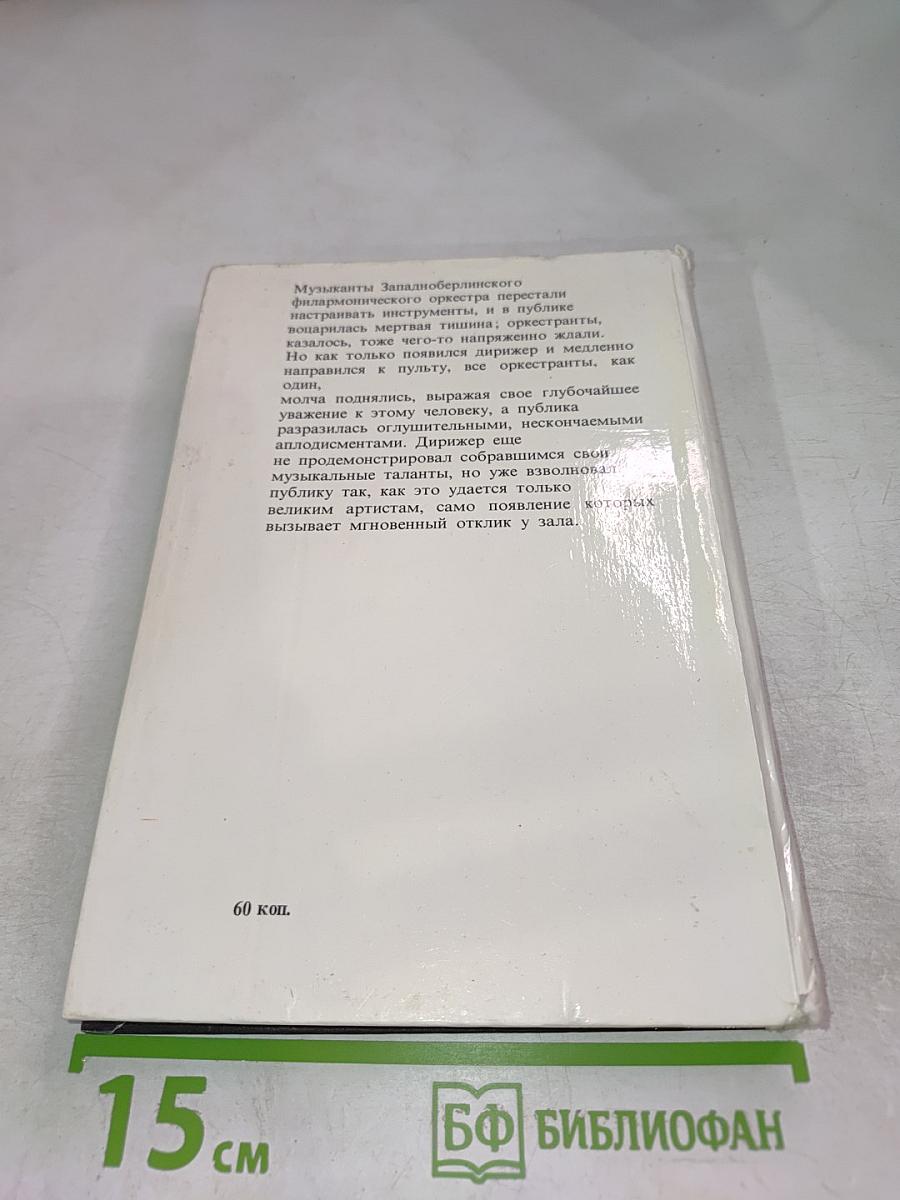 Музыканты Западноберлинского
филармонического оркестра перестали
настраивать инструменты, и в публике
воцарилась мертвая тишина; оркестранты,
казалось, тоже чего-то напряженно ждали.
Но как только появился дирижер и медленно
направился к пульту, все оркестранты, как
один,
молча поднялись, выражая свое глубочайшее
уважение к этому человеку, а публика
разразилась оглушительными, нескончаемыми
аплодисментами. Дирижер еще
не продемонстрировал собравшимся свои
музыкальные таланты, но уже взволновал
публику так, как это удается только
великим артистам, само появление которых
вызывает мгновенный отклик у зала.
60 коп.
15 см
БФ БИБЛИОФАН